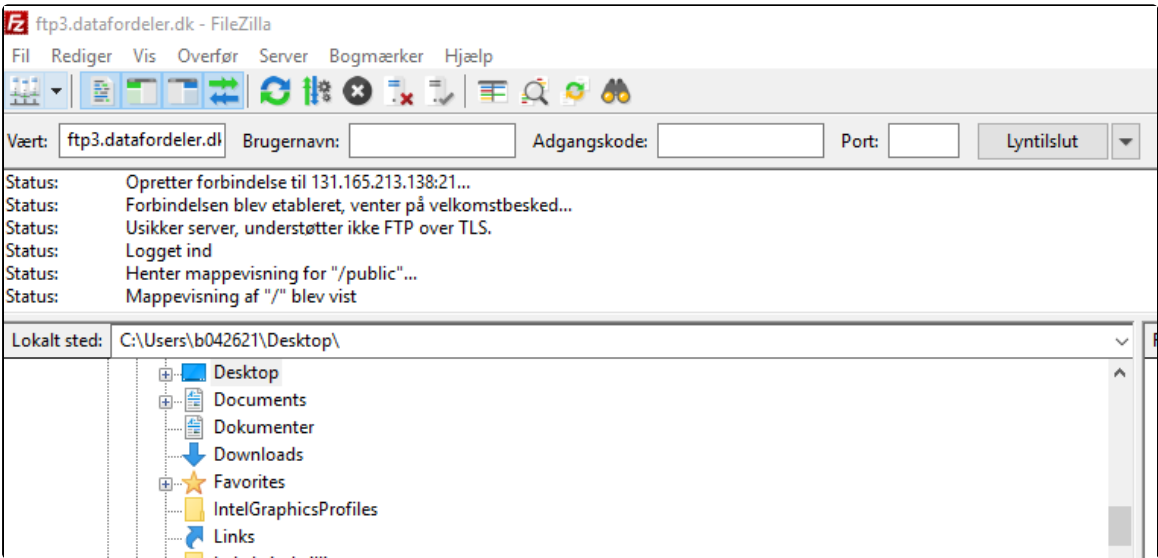 ftp3.datafordeler.dk - FileZilla
Fil Rediger Vis Overfør Server Bogmærker Hjælp
Vært: ftp3.datafordeler.dk Brugernavn: Adgangskode: Port: Lyntilslut
Status: Opretter forbindelse til 131.165.213.138:21...
Status: Forbindelsen blev etableret, venter på velkomstbesked...
Status: Usikker server, understøtter ikke FTP over TLS.
Status: Logget ind
Status: Henter mappevisning for "/public"...
Status: Mappevisning af "/" blev vist
Lokalt sted: C:\Users\b042621\Desktop\
Desktop
Documents
Dokumenter
Downloads
Favorites
IntelGraphicsProfiles
Links